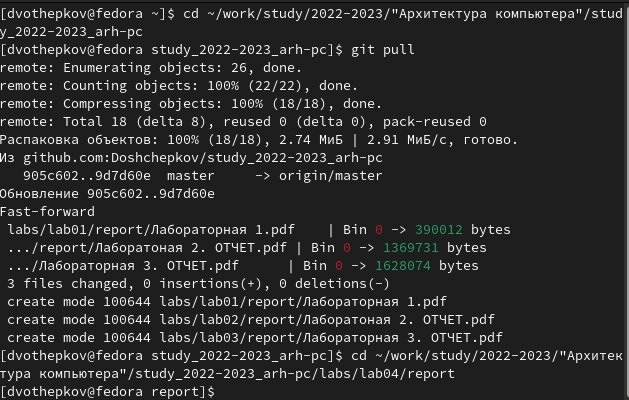 [dvothepkov@fedora ~]$ cd ~/work/study/2022-2023/"Архитектура компьютера"/stud
y_2022-2023_arh-pc
[dvothepkov@fedora study_2022-2023_arh-pc]$ git pull
remote: Enumerating objects: 26, done.
remote: Counting objects: 100% (22/22), done.
remote: Compressing objects: 100% (18/18), done.
remote: Total 18 (delta 8), reused 0 (delta 0), pack-reused 0
Распаковка объектов: 100% (18/18), 2.74 МиБ | 2.91 МиБ/с, готово.
Из github.com:Doshchepkov/study_2022-2023_arh-pc
   905c602..9d7d60e  master     -> origin/master
Обновление 905c602..9d7d60e
Fast-forward
 labs/lab01/report/Лабораторная 1.pdf    | Bin 0 -> 390012 bytes
 .../report/Лаборатоная 2. ОТЧЕТ.pdf | Bin 0 -> 1369731 bytes
 .../Лабораторная 3. ОТЧЕТ.pdf      | Bin 0 -> 1628074 bytes
 3 files changed, 0 insertions(+), 0 deletions(-)
 create mode 100644 labs/lab01/report/Лабораторная 1.pdf
 create mode 100644 labs/lab02/report/Лаборатоная 2. ОТЧЕТ.pdf
 create mode 100644 labs/lab03/report/Лабораторная 3. ОТЧЕТ.pdf
[dvothepkov@fedora study_2022-2023_arh-pc]$ cd ~/work/study/2022-2023/"Архитек
тура компьютера"/study_2022-2023_arh-pc/labs/lab04/report
[dvothepkov@fedora report]$